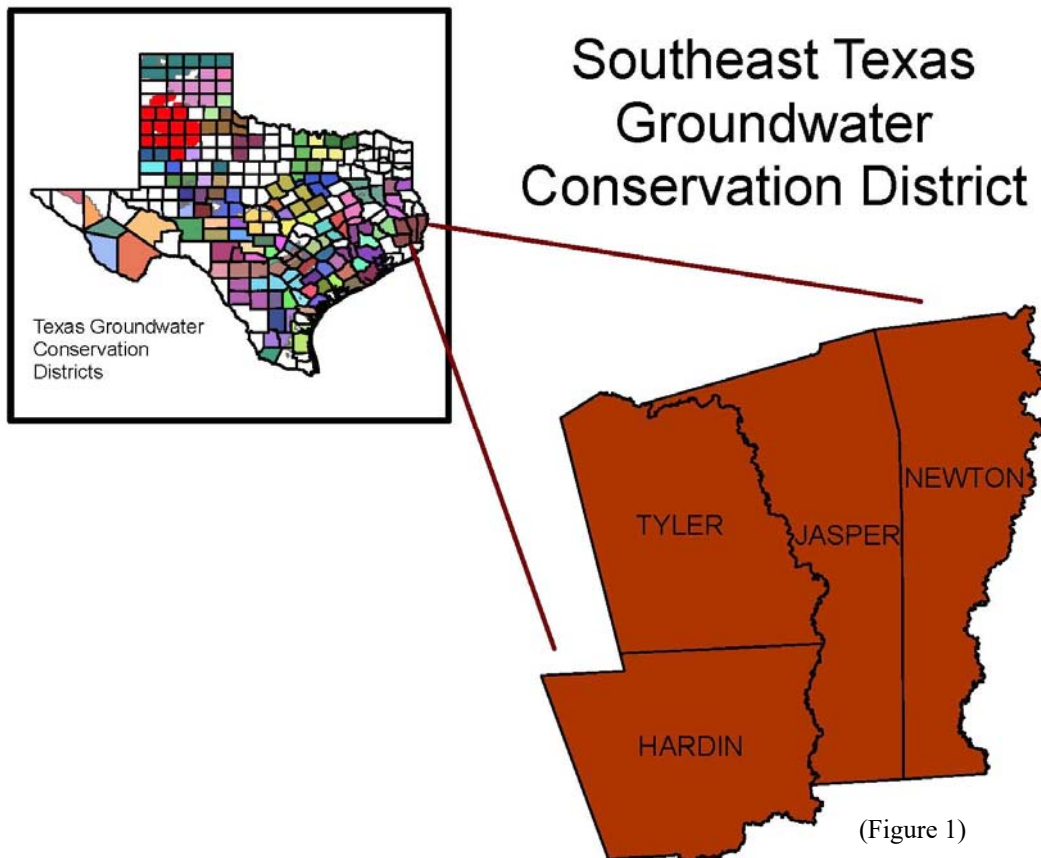 Southeast Texas
Groundwater
Conservation District
Texas Groundwater
Conservation
Districts
NEWTON
TYLER
JASPER
HARDIN
(Figure 1)